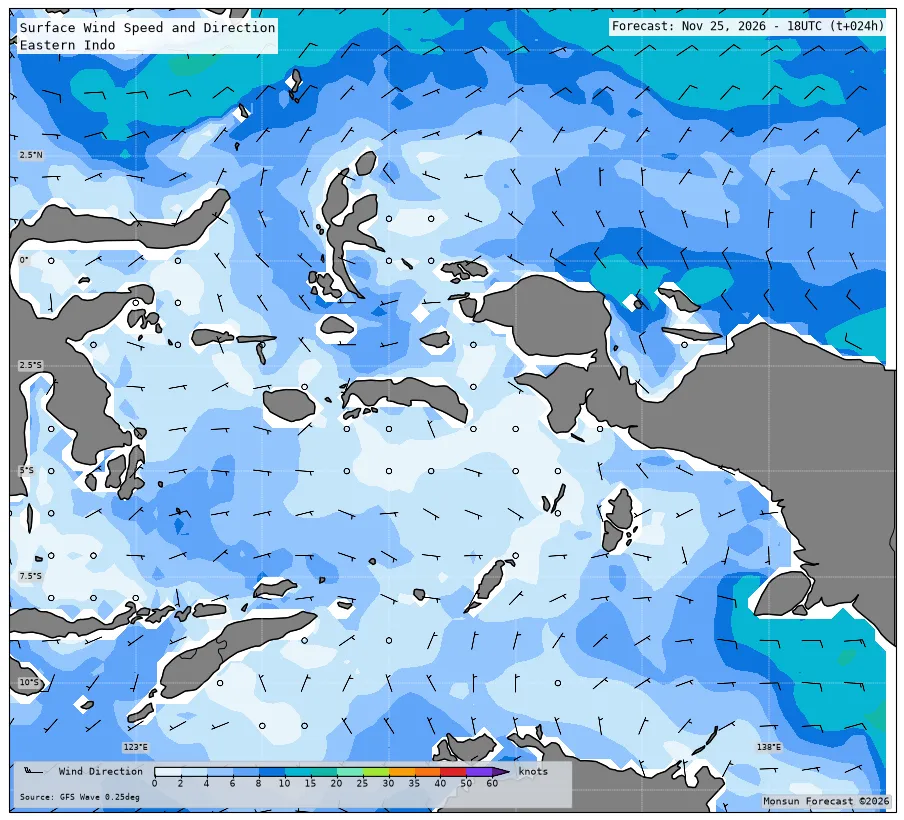 Surface Wind Speed and Direction
Eastern Indo
Forecast: Nov 25, 2026 - 18UTC (t+024h)
2.5°N
0°
2.5°S
5°S
7.5°S
10°S
123°E
138°E
Wind Direction
knots
0 2 4 6 8 10 15 20 25 30 35 40 50 60
Source: GFS Wave 0.25deg
Monsun Forecast ©2026